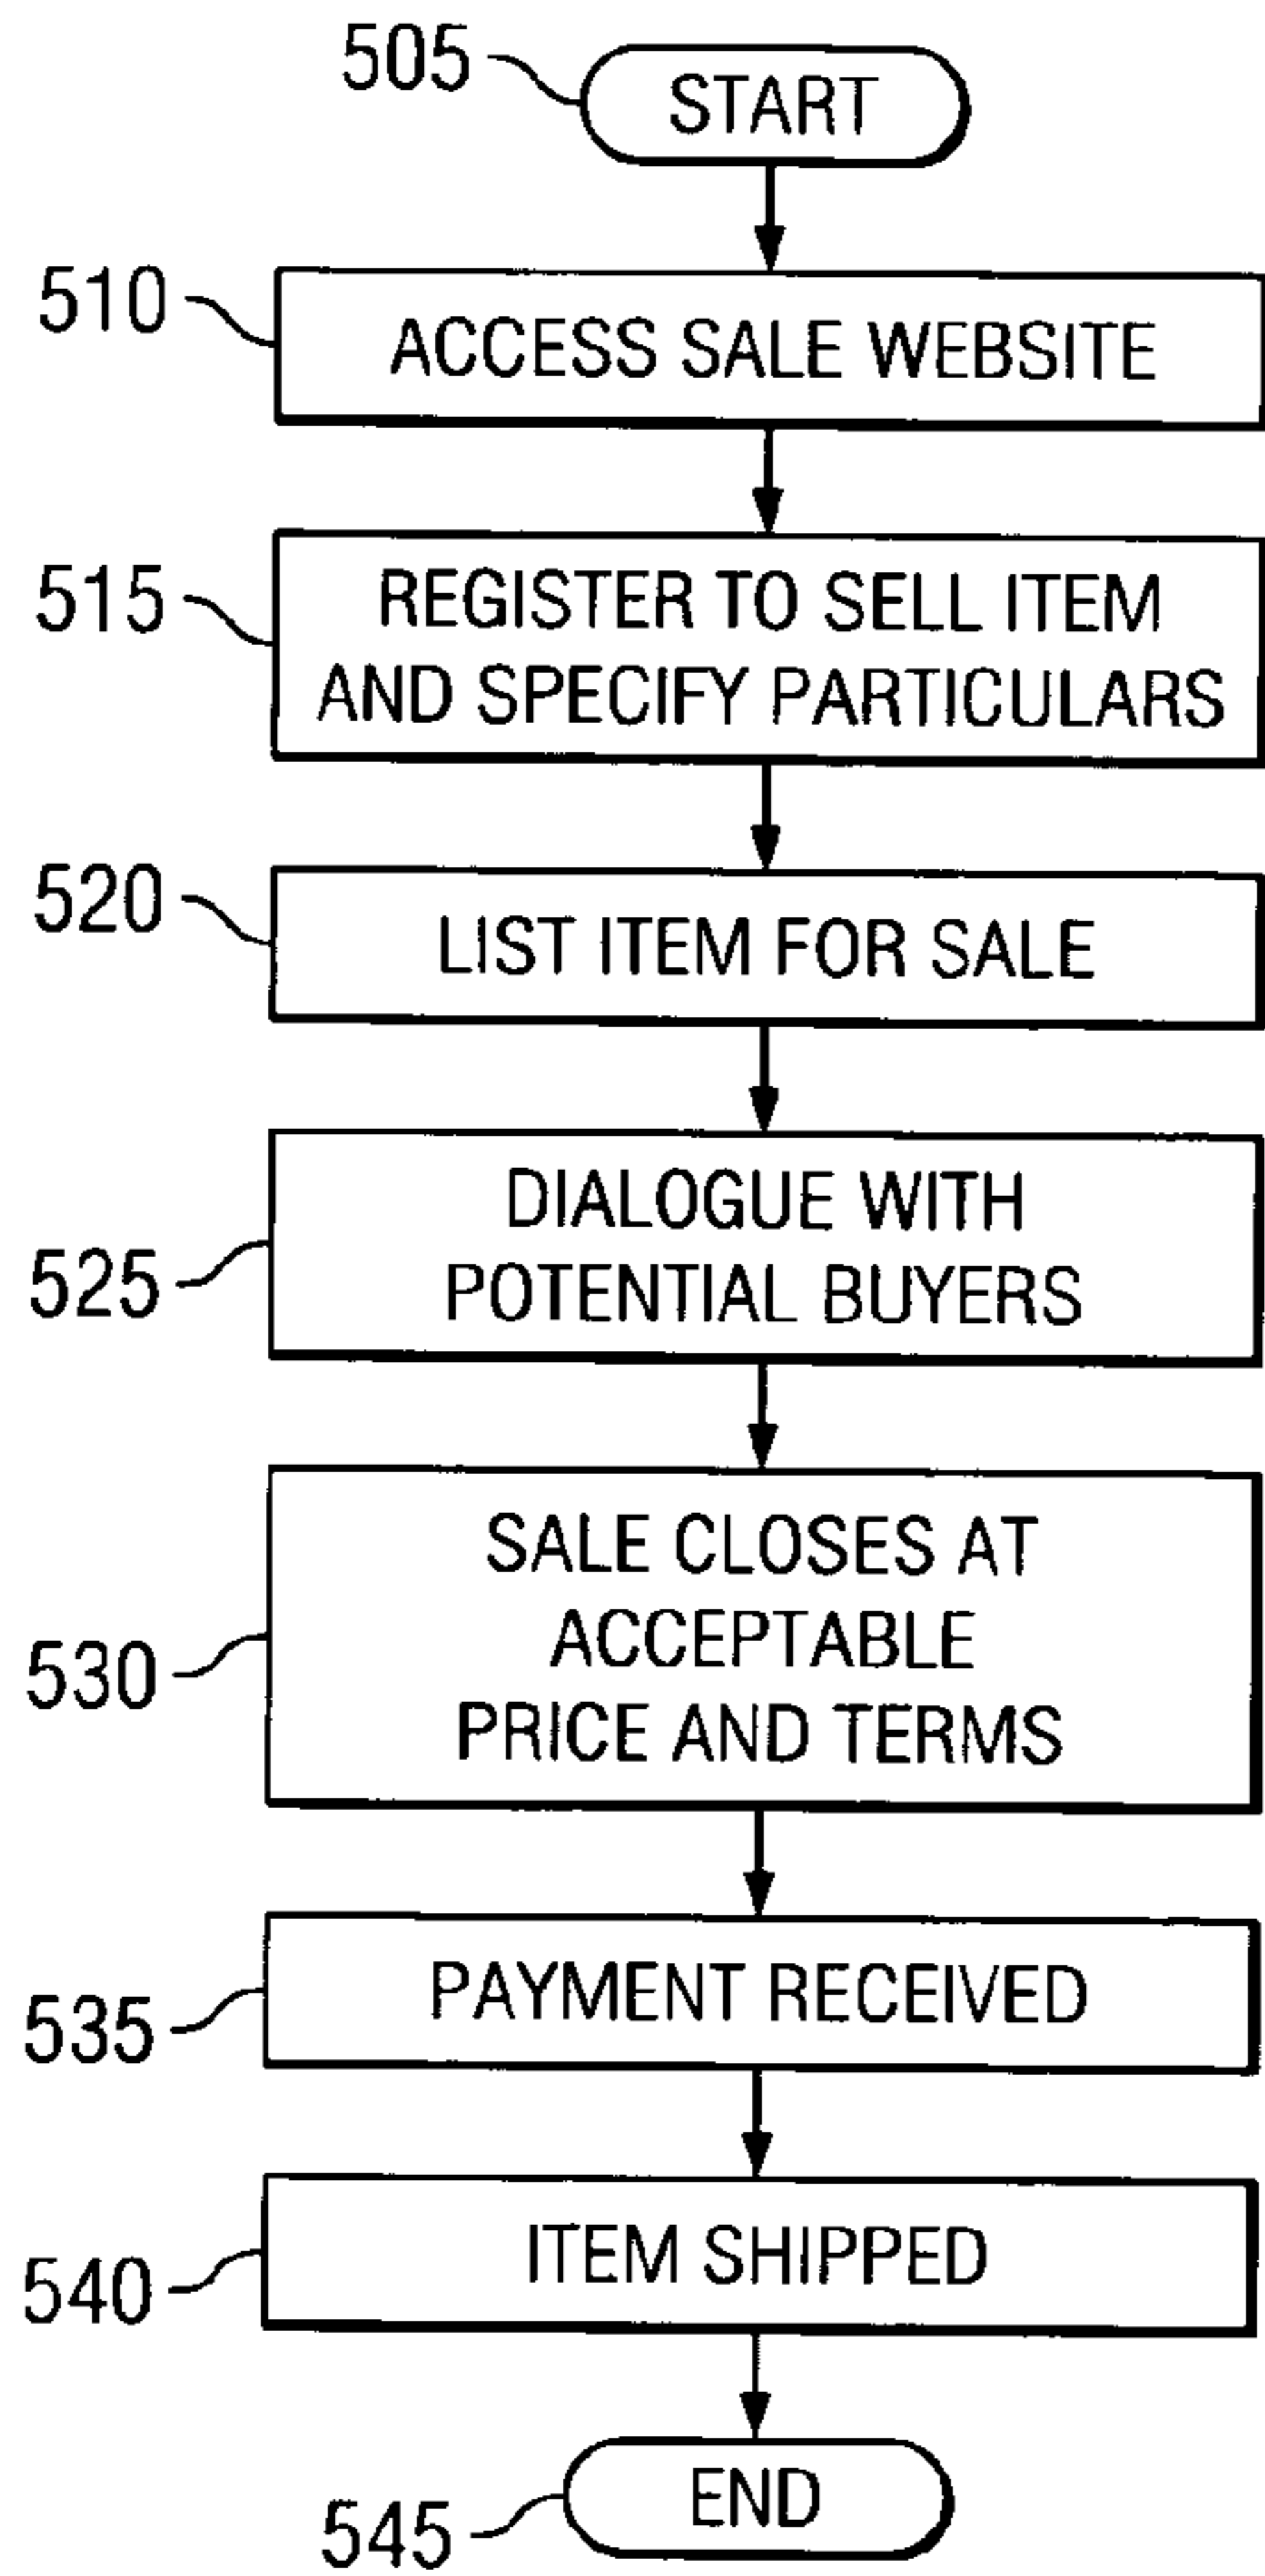 505
START
510
ACCESS SALE WEBSITE
515
REGISTER TO SELL ITEM
AND SPECIFY PARTICULARS
520
LIST ITEM FOR SALE
525
DIALOGUE WITH
POTENTIAL BUYERS
530
SALE CLOSES AT
ACCEPTABLE
PRICE AND TERMS
535
PAYMENT RECEIVED
540
ITEM SHIPPED
545
END